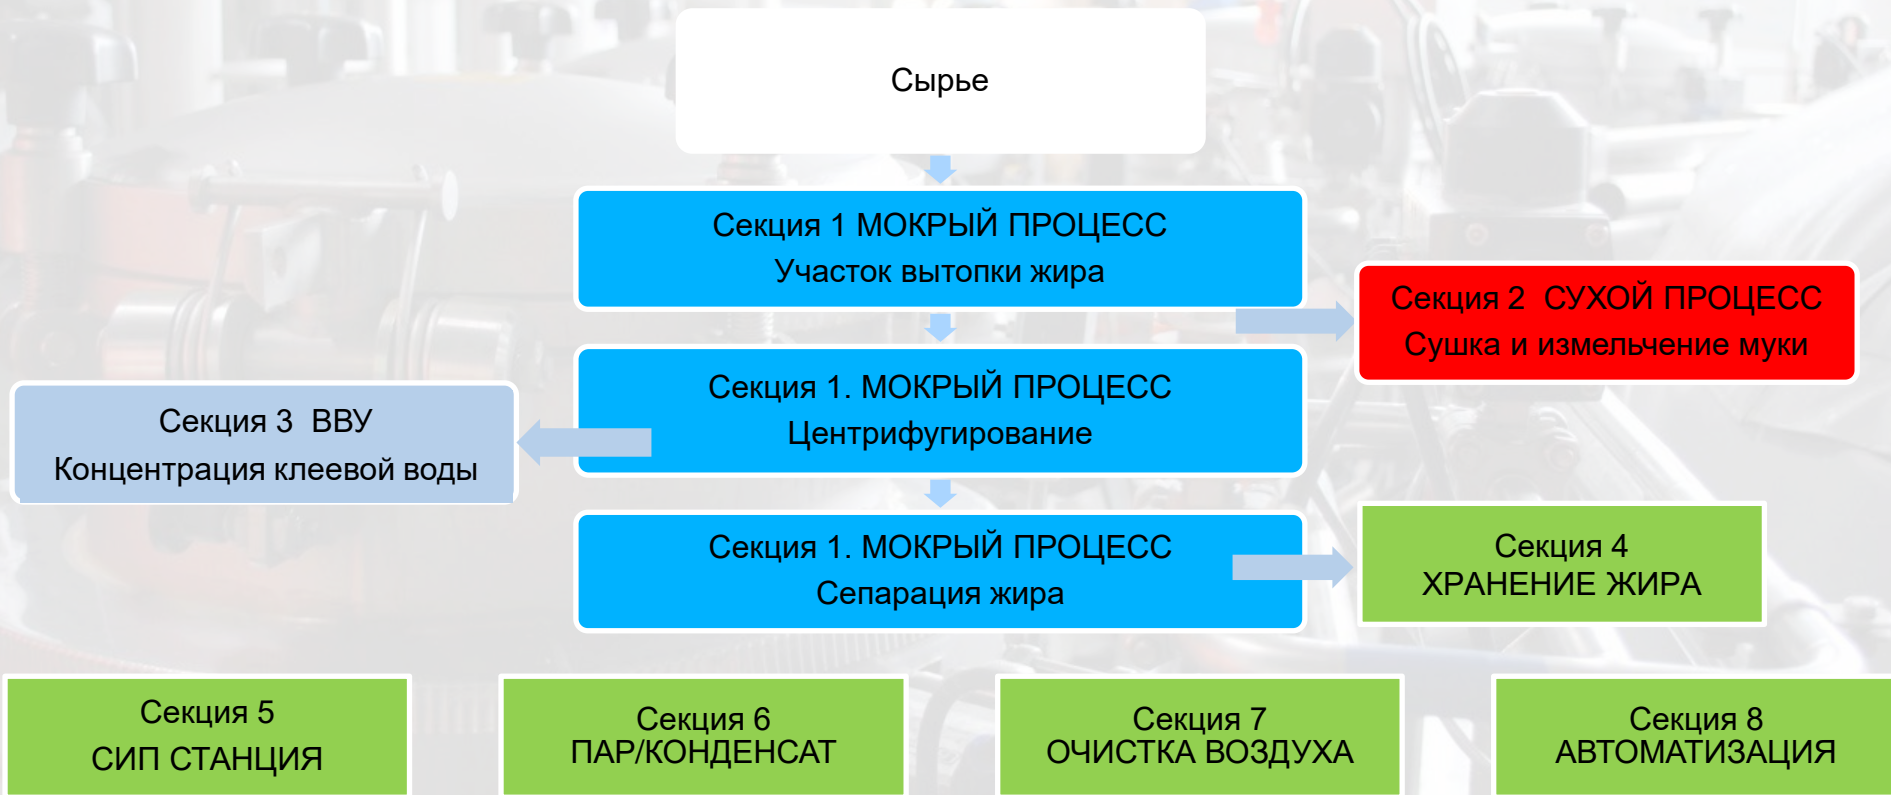 Сырье
Секция 1 МОКРЫЙ ПРОЦЕСС
Участок вытопки жира
Секция 2  СУХОЙ ПРОЦЕСС
Сушка и измельчение муки
Секция 1. МОКРЫЙ ПРОЦЕСС
Центрифугирование
Секция 3  ВВУ
Концентрация клеевой воды
Секция 1. МОКРЫЙ ПРОЦЕСС
Сепарация жира
Секция 4
ХРАНЕНИЕ ЖИРА
Секция 5
СИП СТАНЦИЯ
Секция 6
ПАР/КОНДЕНСАТ
Секция 7
ОЧИСТКА ВОЗДУХА
Секция 8
АВТОМАТИЗАЦИЯ